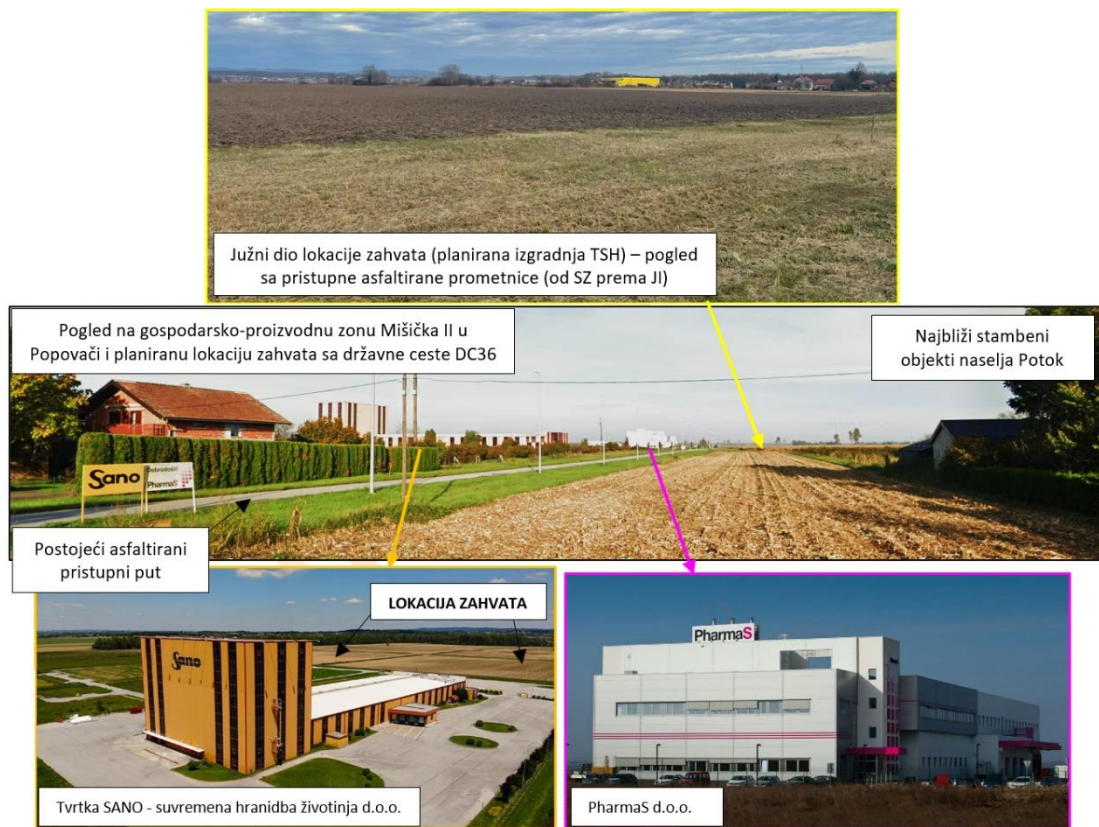 Južni dio lokacije zahvata (planirana izgradnja TSH) – pogled
sa pristupne asfaltirane prometnice (od SZ prema JI)
Pogled na gospodarsko-proizvodnu zonu Mišička II u
Popovači i planiranu lokaciju zahvata sa državne ceste DC36
Najbliži stambeni
objekti naselja Potok
Sano
Dobrodošli!
PharmaS
Postojeći asfaltirani
pristupni put
LOKACIJA ZAHVATA
Sano
Tvrtka SANO - suvremena hranidba životinja d.o.o.
PharmaS
PharmaS d.o.o.